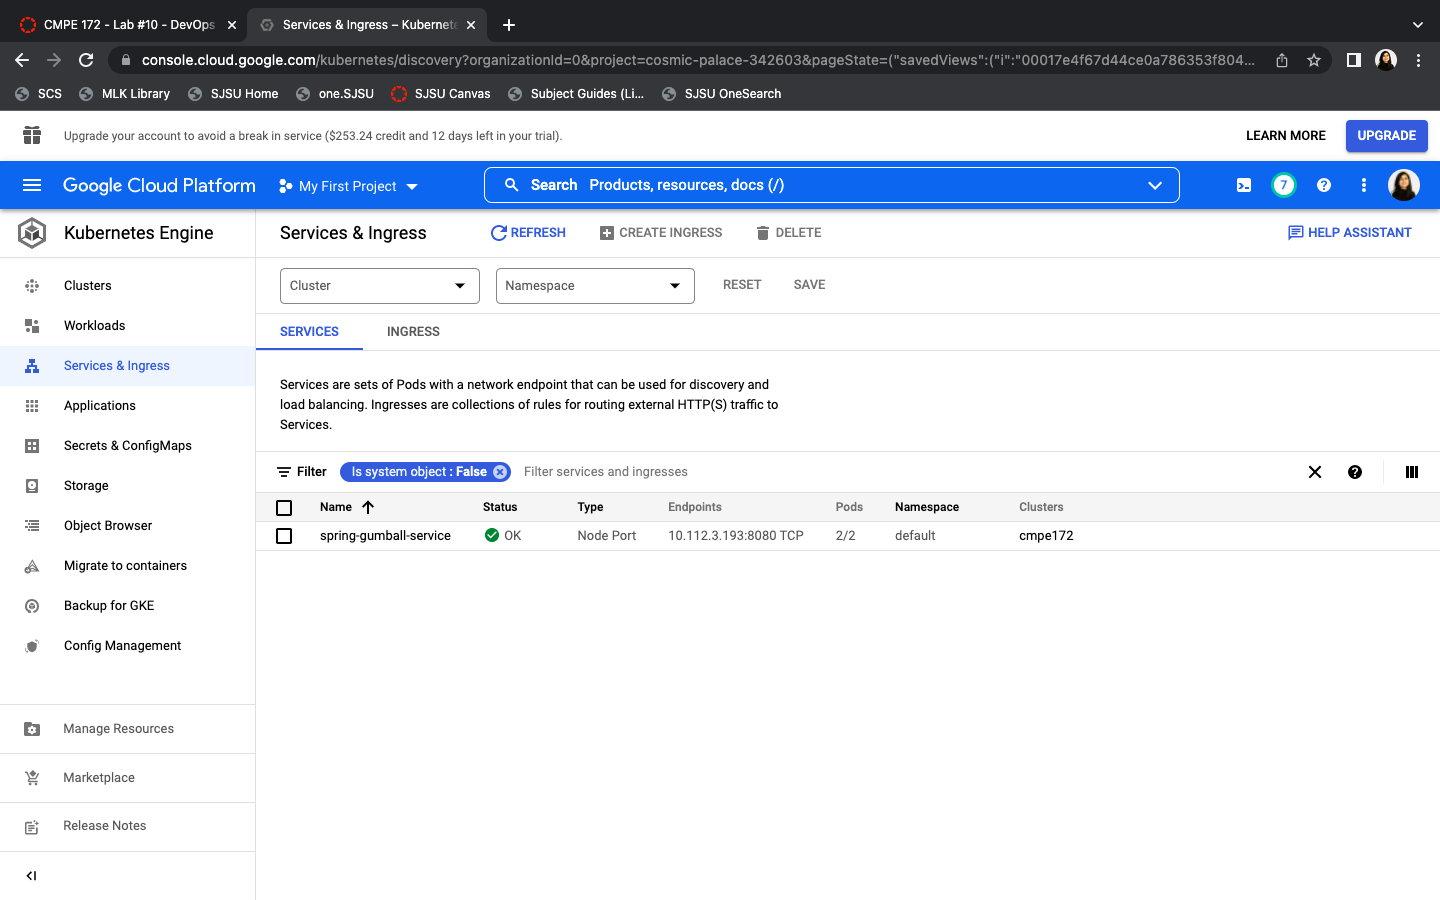 CMPE 172 - Lab #10 - DevOps
Services & Ingress – Kubernete
console.cloud.google.com/kubernetes/discovery?organizationId=0&project=cosmic-palace-342603&pageState=("savedViews":("i":"00017e4f67d44ce0a786353f804...
SCS
MLK Library
SJSU Home
one.SJSU
SJSU Canvas
Subject Guides (Li...
SJSU OneSearch
Upgrade your account to avoid a break in service ($253.24 credit and 12 days left in your trial).
LEARN MORE
UPGRADE
Google Cloud Platform
My First Project
Search Products, resources, docs (/)
7
Kubernetes Engine
Services & Ingress
REFRESH
CREATE INGRESS
DELETE
HELP ASSISTANT
Clusters
Workloads
Services & Ingress
Applications
Secrets & ConfigMaps
Storage
Object Browser
Migrate to containers
Backup for GKE
Config Management
Manage Resources
Marketplace
Release Notes
Cluster
Namespace
RESET
SAVE
SERVICES
INGRESS
Services are sets of Pods with a network endpoint that can be used for discovery and
load balancing. Ingresses are collections of rules for routing external HTTP(S) traffic to
Services.
Filter
Is system object : False
Filter services and ingresses
Name Status Type Endpoints Pods Namespace Clusters
spring-gumball-service OK Node Port 10.112.3.193:8080 TCP 2/2 default cmpe172